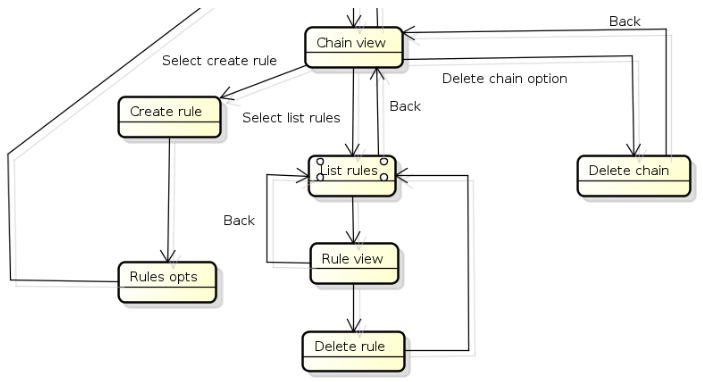 Back
Chain view
Select create rule
Delete chain option
Create rule
Back
Select list rules
List rules
Delete chain
Back
Rule view
Rules opts
Delete rule